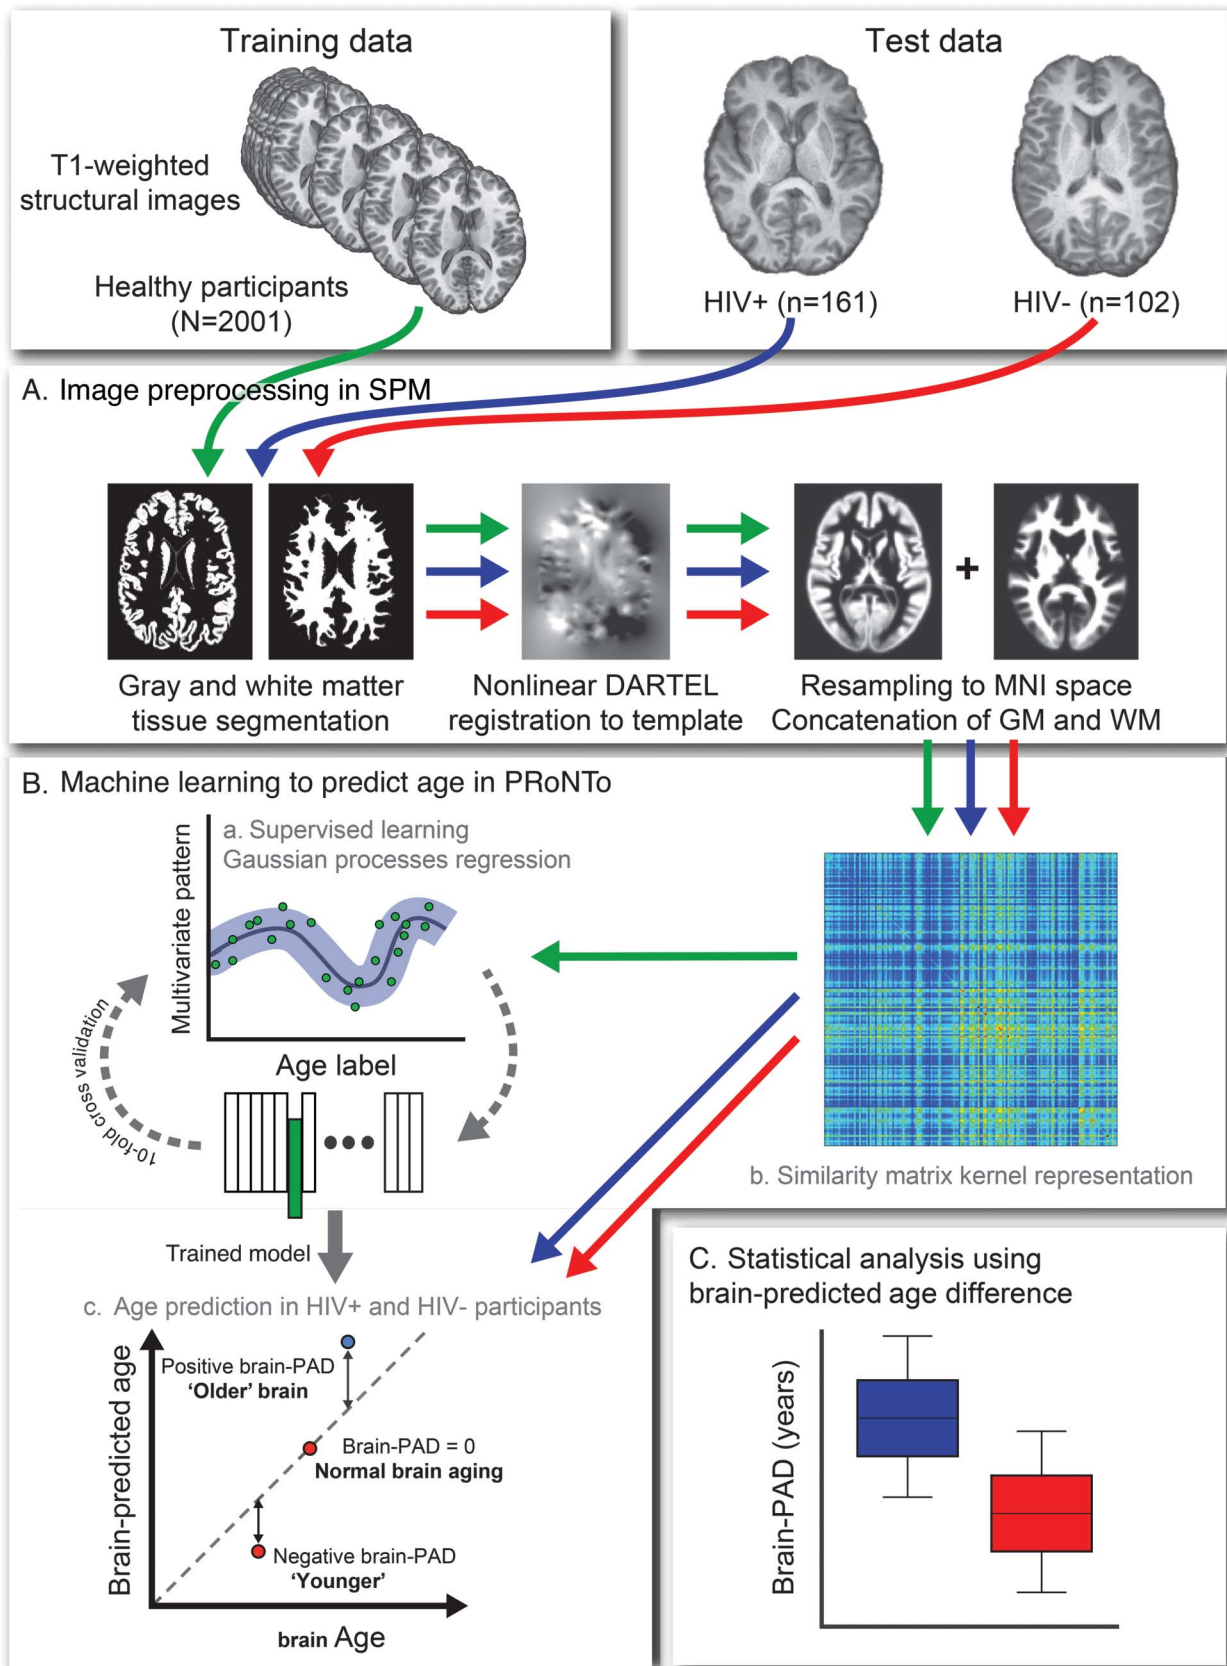 Training data
T1-weighted
structural images
Healthy participants
(N=2001)
Test data
HIV+ (n=161)
HIV- (n=102)
A. Image preprocessing in SPM
Gray and white matter
tissue segmentation
Nonlinear DARTEL
registration to template
+
Resampling to MNI space
Concatenation of GM and WM
B. Machine learning to predict age in PRoNTo
a. Supervised learning
Gaussian processes regression
Multivariate pattern
Age label
10-fold cross validation
b. Similarity matrix kernel representation
Trained model
c. Age prediction in HIV+ and HIV- participants
Brain-predicted age
Positive brain-PAD
‘Older’ brain
Brain-PAD = 0
Normal brain aging
Negative brain-PAD
‘Younger’
brain Age
C. Statistical analysis using
brain-predicted age difference
Brain-PAD (years)